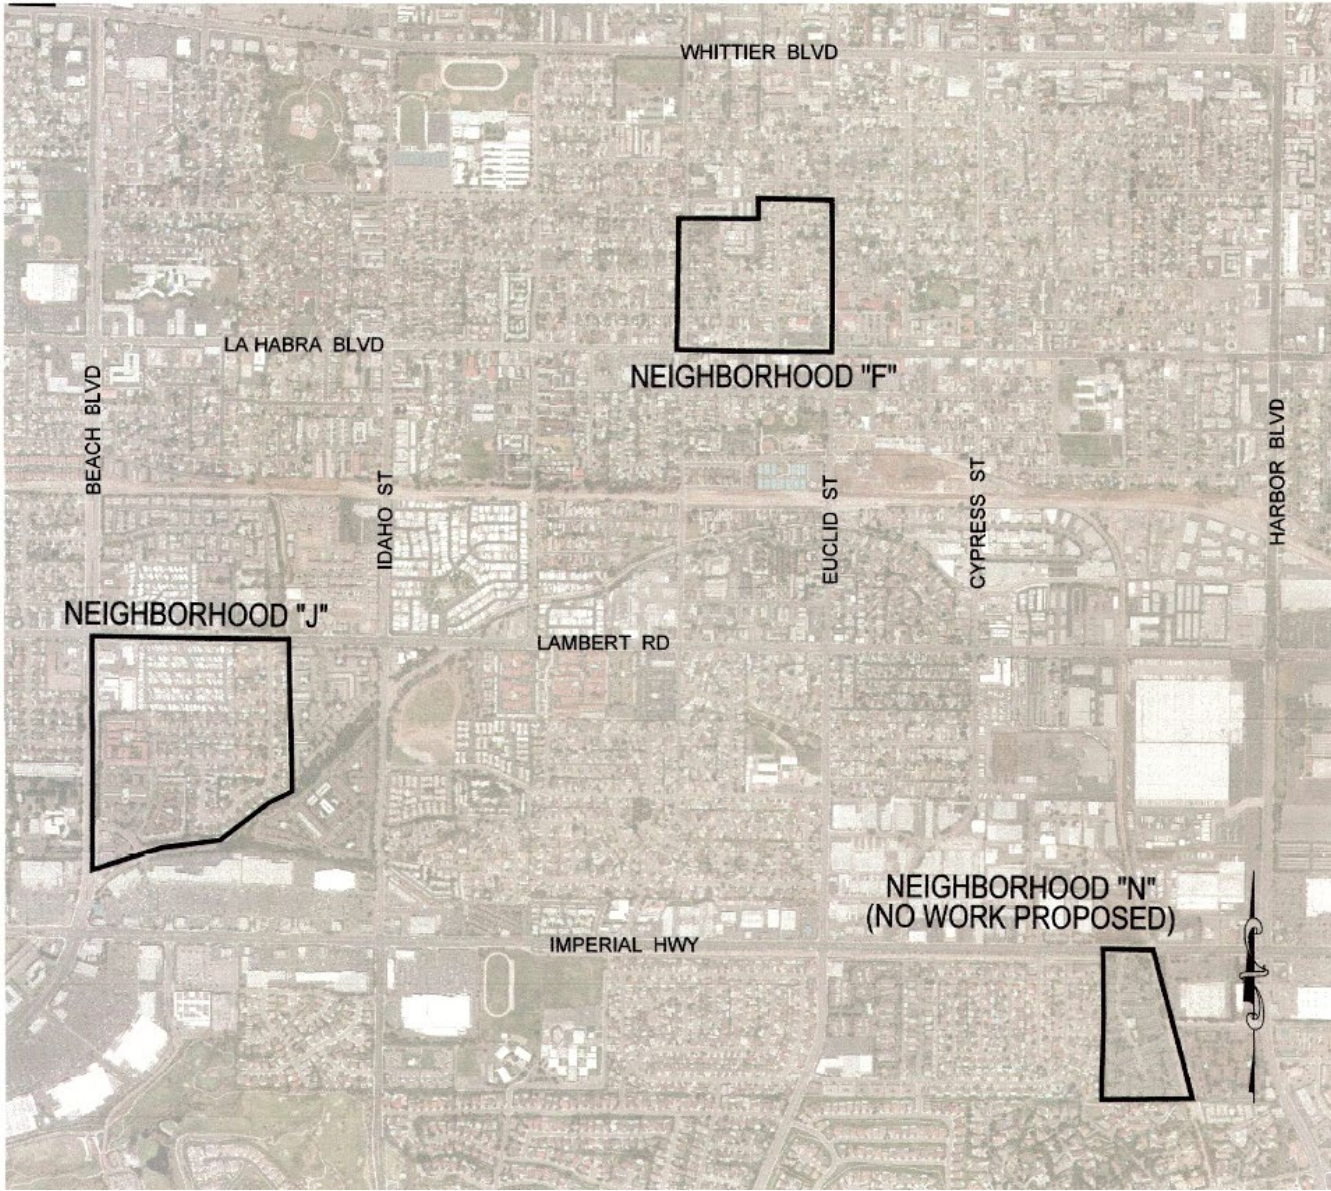 WHITTIER BLVD
LA HABRA BLVD
NEIGHBORHOOD "F"
BEACH BLVD
IDAHO ST
EUCLID ST
CYPRESS ST
HARBOR BLVD
NEIGHBORHOOD "J"
LAMBERT RD
NEIGHBORHOOD "N"
(NO WORK PROPOSED)
IMPERIAL HWY